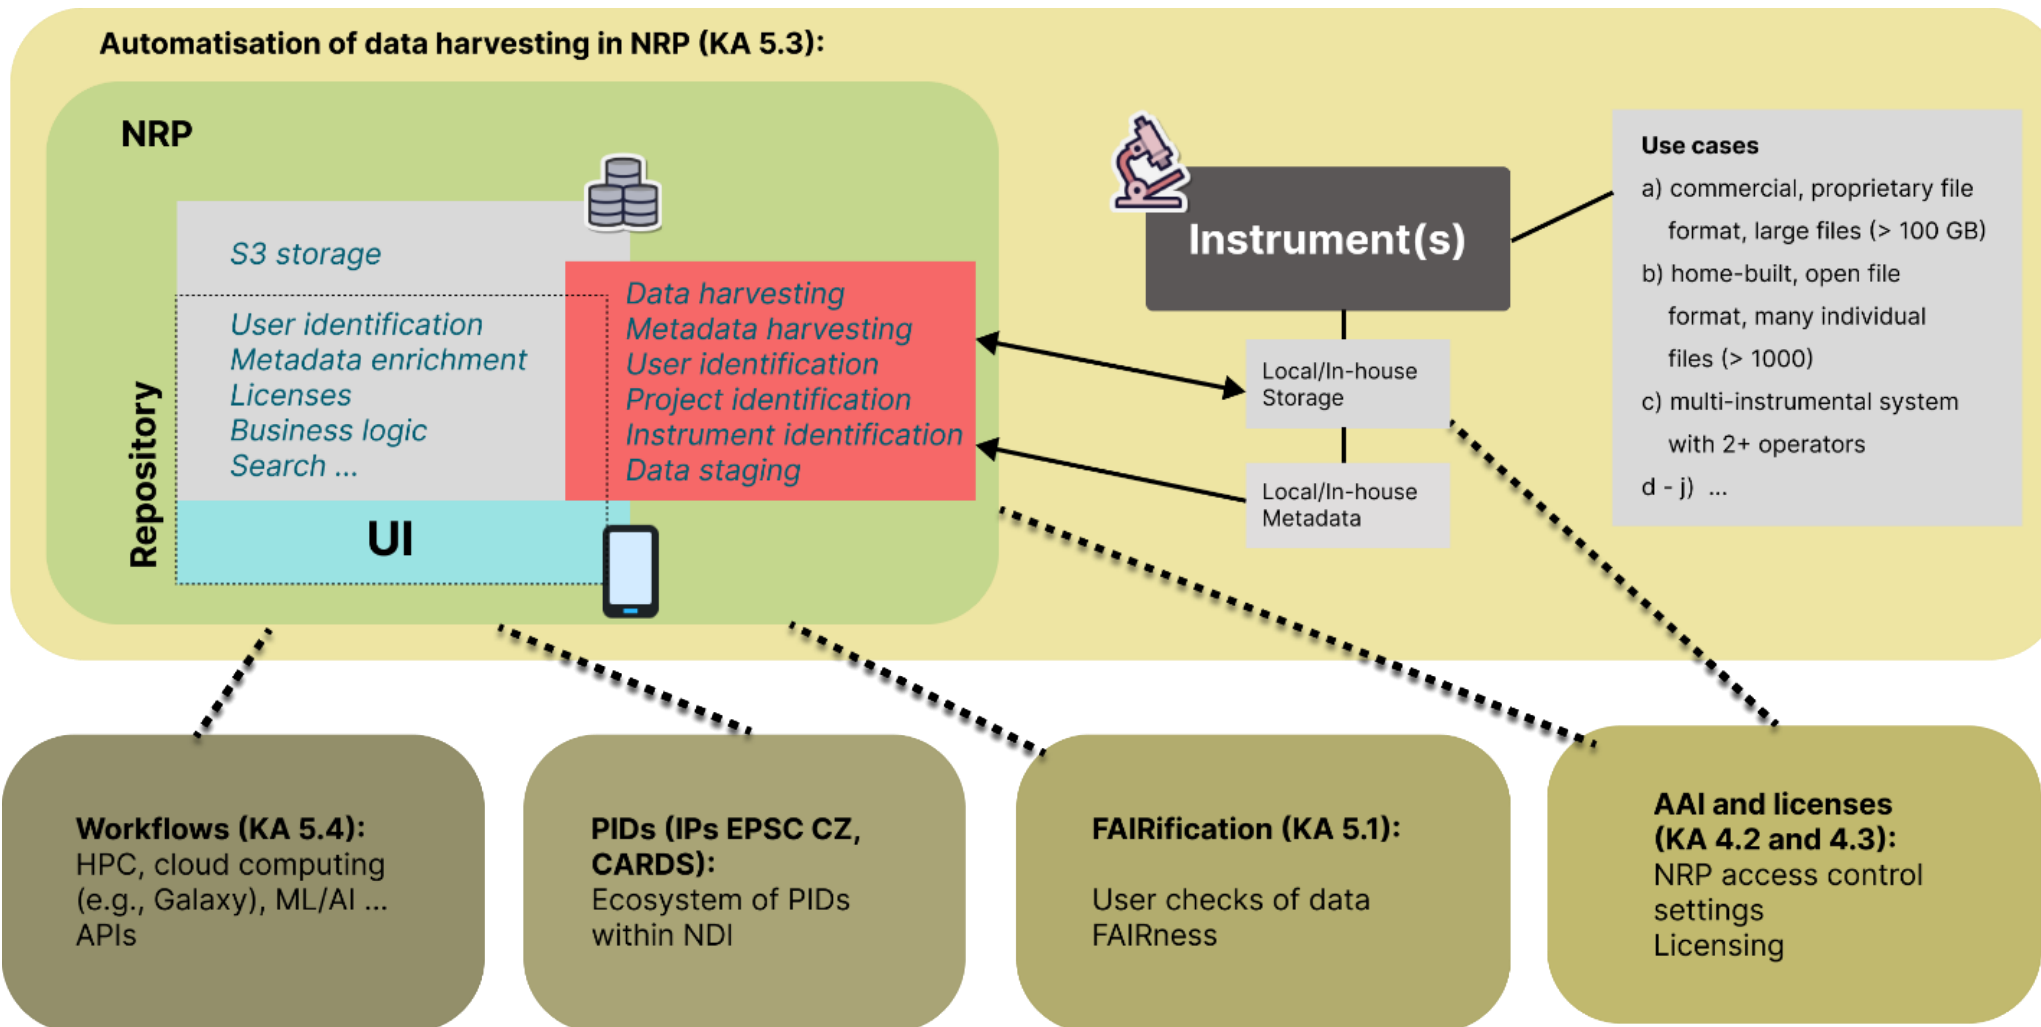 Automatisation of data harvesting in NRP (KA 5.3):
NRP
Repository
S3 storage
User identification
Metadata enrichment
Licenses
Business logic
Search ...
UI
Data harvesting
Metadata harvesting
User identification
Project identification
Instrument identification
Data staging
Instrument(s)
Local/In-house
Storage
Local/In-house
Metadata
Use cases
a) commercial, proprietary file
format, large files (> 100 GB)
b) home-built, open file
format, many individual
files (> 1000)
c) multi-instrumental system
with 2+ operators
d - j) ...
Workflows (KA 5.4):
HPC, cloud computing
(e.g., Galaxy), ML/AI ...
APIs
PIDs (IPs EPSC CZ,
CARDS):
Ecosystem of PIDs
within NDI
FAIRification (KA 5.1):
User checks of data
FAIRness
AAI and licenses
(KA 4.2 and 4.3):
NRP access control
settings
Licensing